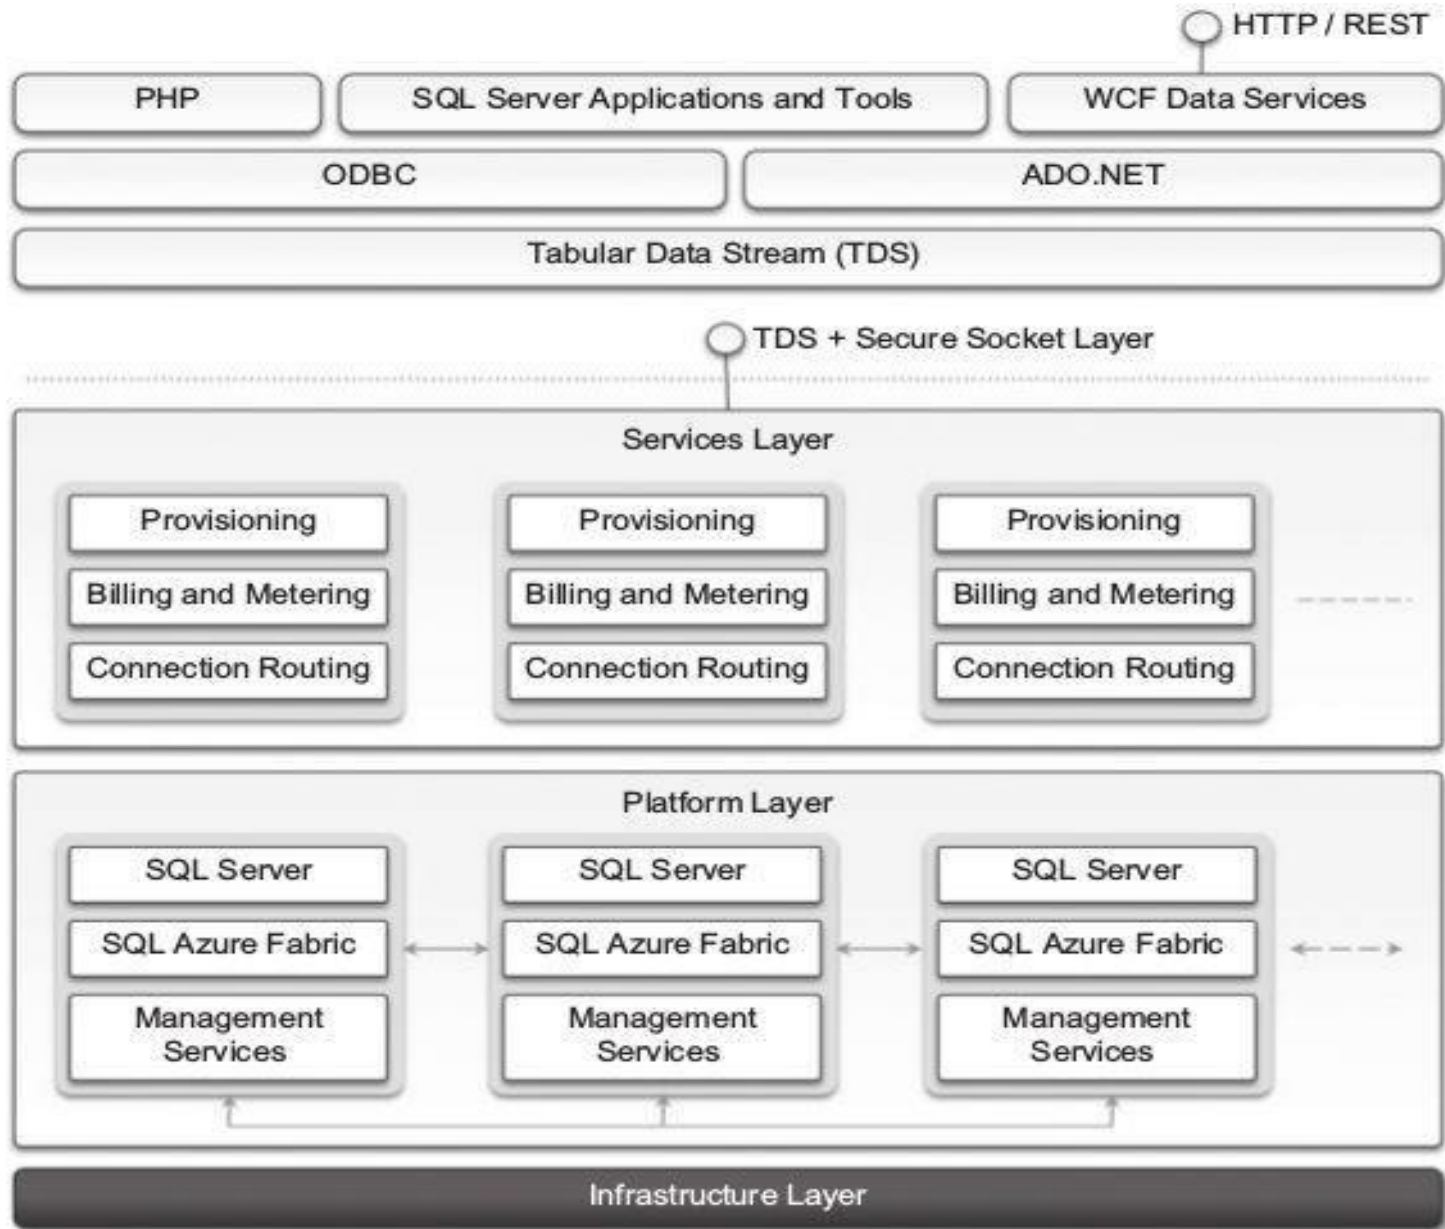 HTTP / REST
PHP
SQL Server Applications and Tools
WCF Data Services
ODBC
ADO.NET
Tabular Data Stream (TDS)
TDS + Secure Socket Layer
Services Layer
Provisioning
Provisioning
Provisioning
Billing and Metering
Billing and Metering
Billing and Metering
Connection Routing
Connection Routing
Connection Routing
Platform Layer
SQL Server
SQL Server
SQL Server
SQL Azure Fabric
SQL Azure Fabric
SQL Azure Fabric
Management
Services
Management
Services
Management
Services
Infrastructure Layer